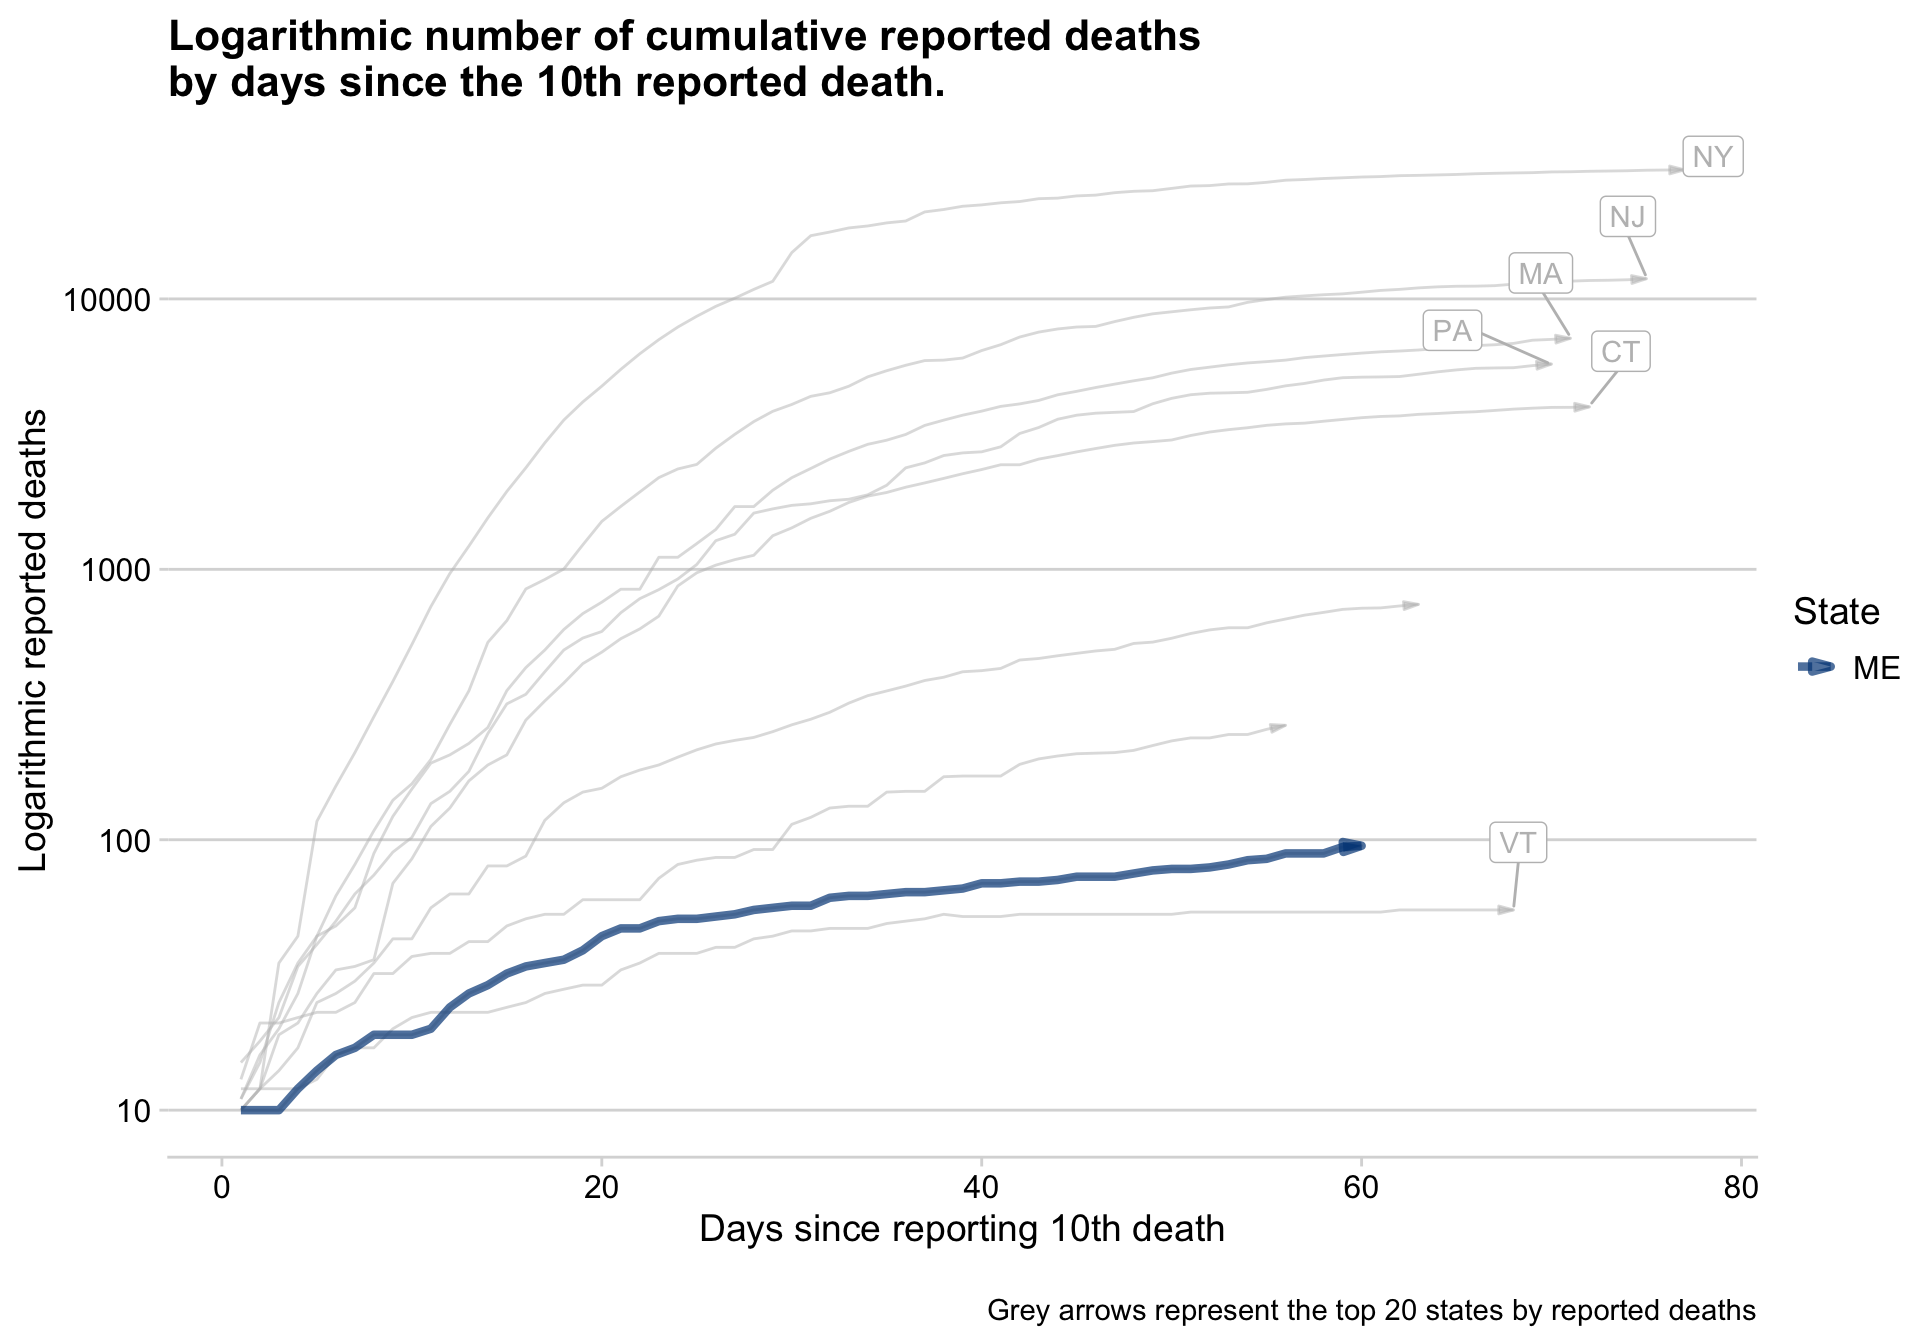 Logarithmic number of cumulative reported deaths
by days since the 10th reported death.
NY
NJ
MA
PA
CT
VT
10000
1000
100
10
Logarithmic reported deaths
0
20
40
60
80
Days since reporting 10th death
State
ME
Grey arrows represent the top 20 states by reported deaths